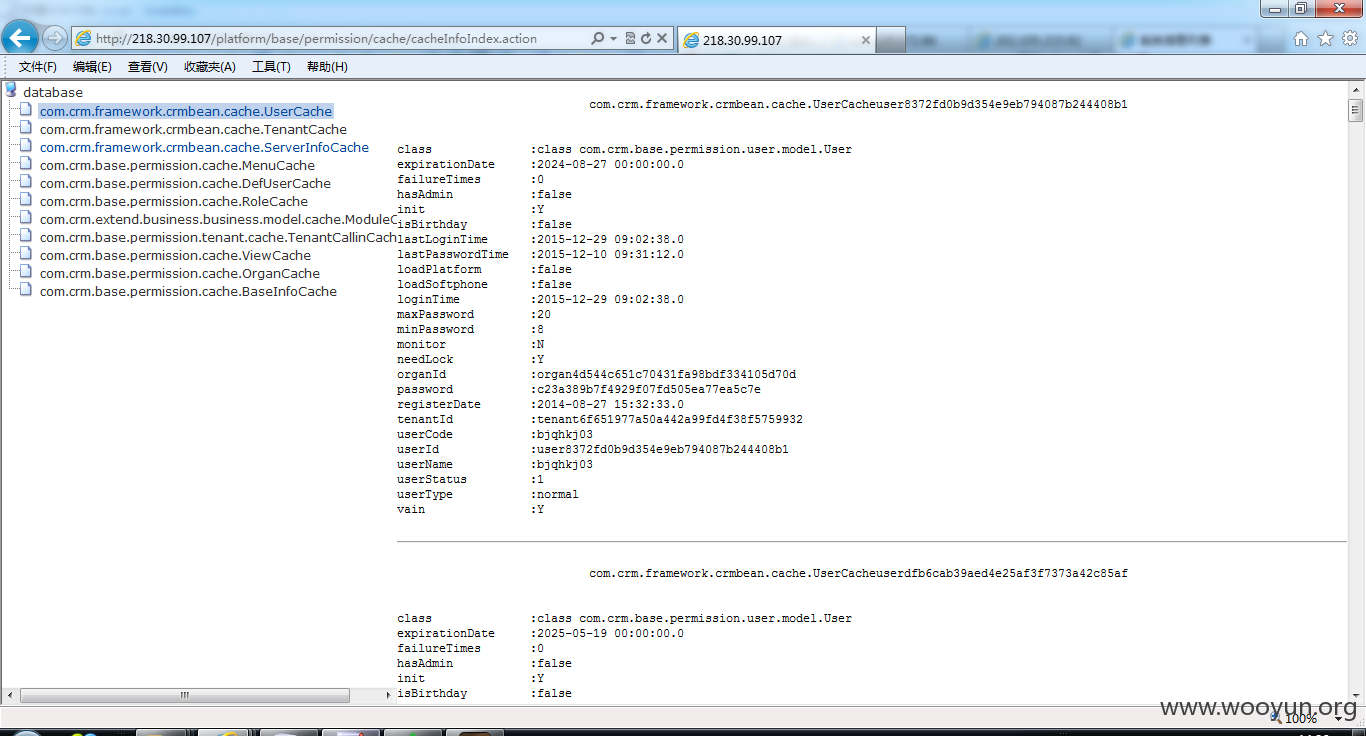 http://218.30.99.107/platform/base/permission/cache/cacheInfoIndex.action
218.30.99.107
文件(F) 编辑(E) 查看(V) 收藏夹(A) 工具(T) 帮助(H)
database
com.crm.framework.crmbean.cache.UserCache
com.crm.framework.crmbean.cache.TenantCache
com.crm.framework.crmbean.cache.ServerInfoCache
com.crm.base.permission.cache.MenuCache
com.crm.base.permission.cache.DefUserCache
com.crm.base.permission.cache.RoleCache
com.crm.extend.business.business.model.cache.ModuleC
com.crm.base.permission.tenant.cache.TenantCallinCach
com.crm.base.permission.cache.ViewCache
com.crm.base.permission.cache.OrganCache
com.crm.base.permission.cache.BaseInfoCache
com.crm.framework.crmbean.cache.UserCacheuser8372fd0b9d354e9eb794087b244408b1
class :class com.crm.base.permission.user.model.User
expirationDate :2024-08-27 00:00:00.0
failureTimes :0
hasAdmin :false
init :Y
isBirthday :false
lastLoginTime :2015-12-29 09:02:38.0
lastPasswordTime :2015-12-10 09:31:12.0
loadPlatform :false
loadSoftphone :false
loginTime :2015-12-29 09:02:38.0
maxPassword :20
minPassword :8
monitor :N
needLock :Y
organId :organ4d544c651c70431fa98bdf334105d70d
password :c23a389b7f4929f07fd505ea77ea5c7e
registerDate :2014-08-27 15:32:33.0
tenantId :tenant6f651977a50a442a99fd4f38f5759932
userCode :bjqhkj03
userId :user8372fd0b9d354e9eb794087b244408b1
userName :bjqhkj03
userStatus :1
userType :normal
vain :Y
com.crm.framework.crmbean.cache.UserCacheuserdfb6cab39aed4e25af3f7373a42c85af
class :class com.crm.base.permission.user.model.User
expirationDate :2025-05-19 00:00:00.0
failureTimes :0
hasAdmin :false
init :Y
isBirthday :false
www.wooyun.org
100%